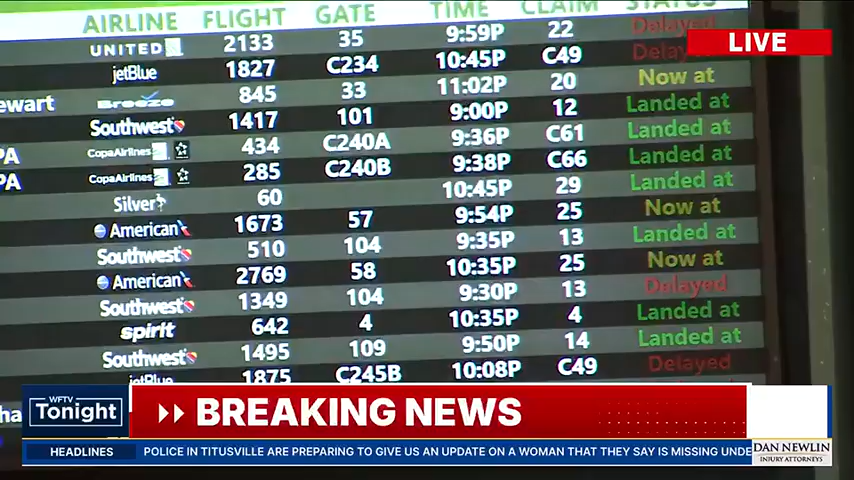 AIRLINE FLIGHT GATE TIME CLAIM STATUS
UNITED 2133 35 9:59P 22 Delayed
LIVE
jetBlue 1827 C234 10:45P C49 Delayed
ewart Breeze 845 33 11:02P 20 Now at
Southwest 1417 101 9:00P 12 Landed at
PA CopaAirlines 434 C240A 9:36P C61 Landed at
PA CopaAirlines 285 C240B 9:38P C66 Landed at
Silver 60 10:45P 29 Landed at
American 1673 57 9:54P 25 Now at
Southwest 510 104 9:35P 13 Landed at
American 2769 58 10:35P 25 Now at
Southwest 1349 104 9:30P 13 Delayed
spirit 642 4 10:35P 4 Landed at
Southwest 1495 109 9:50P 14 Landed at
jetBlue 1875 C245B 10:08P C49 Delayed
WFTV
Tonight
BREAKING NEWS
HEADLINES POLICE IN TITUSVILLE ARE PREPARING TO GIVE US AN UPDATE ON A WOMAN THAT THEY SAY IS MISSING UNDE
DAN NEWLIN
INJURY ATTORNEYS